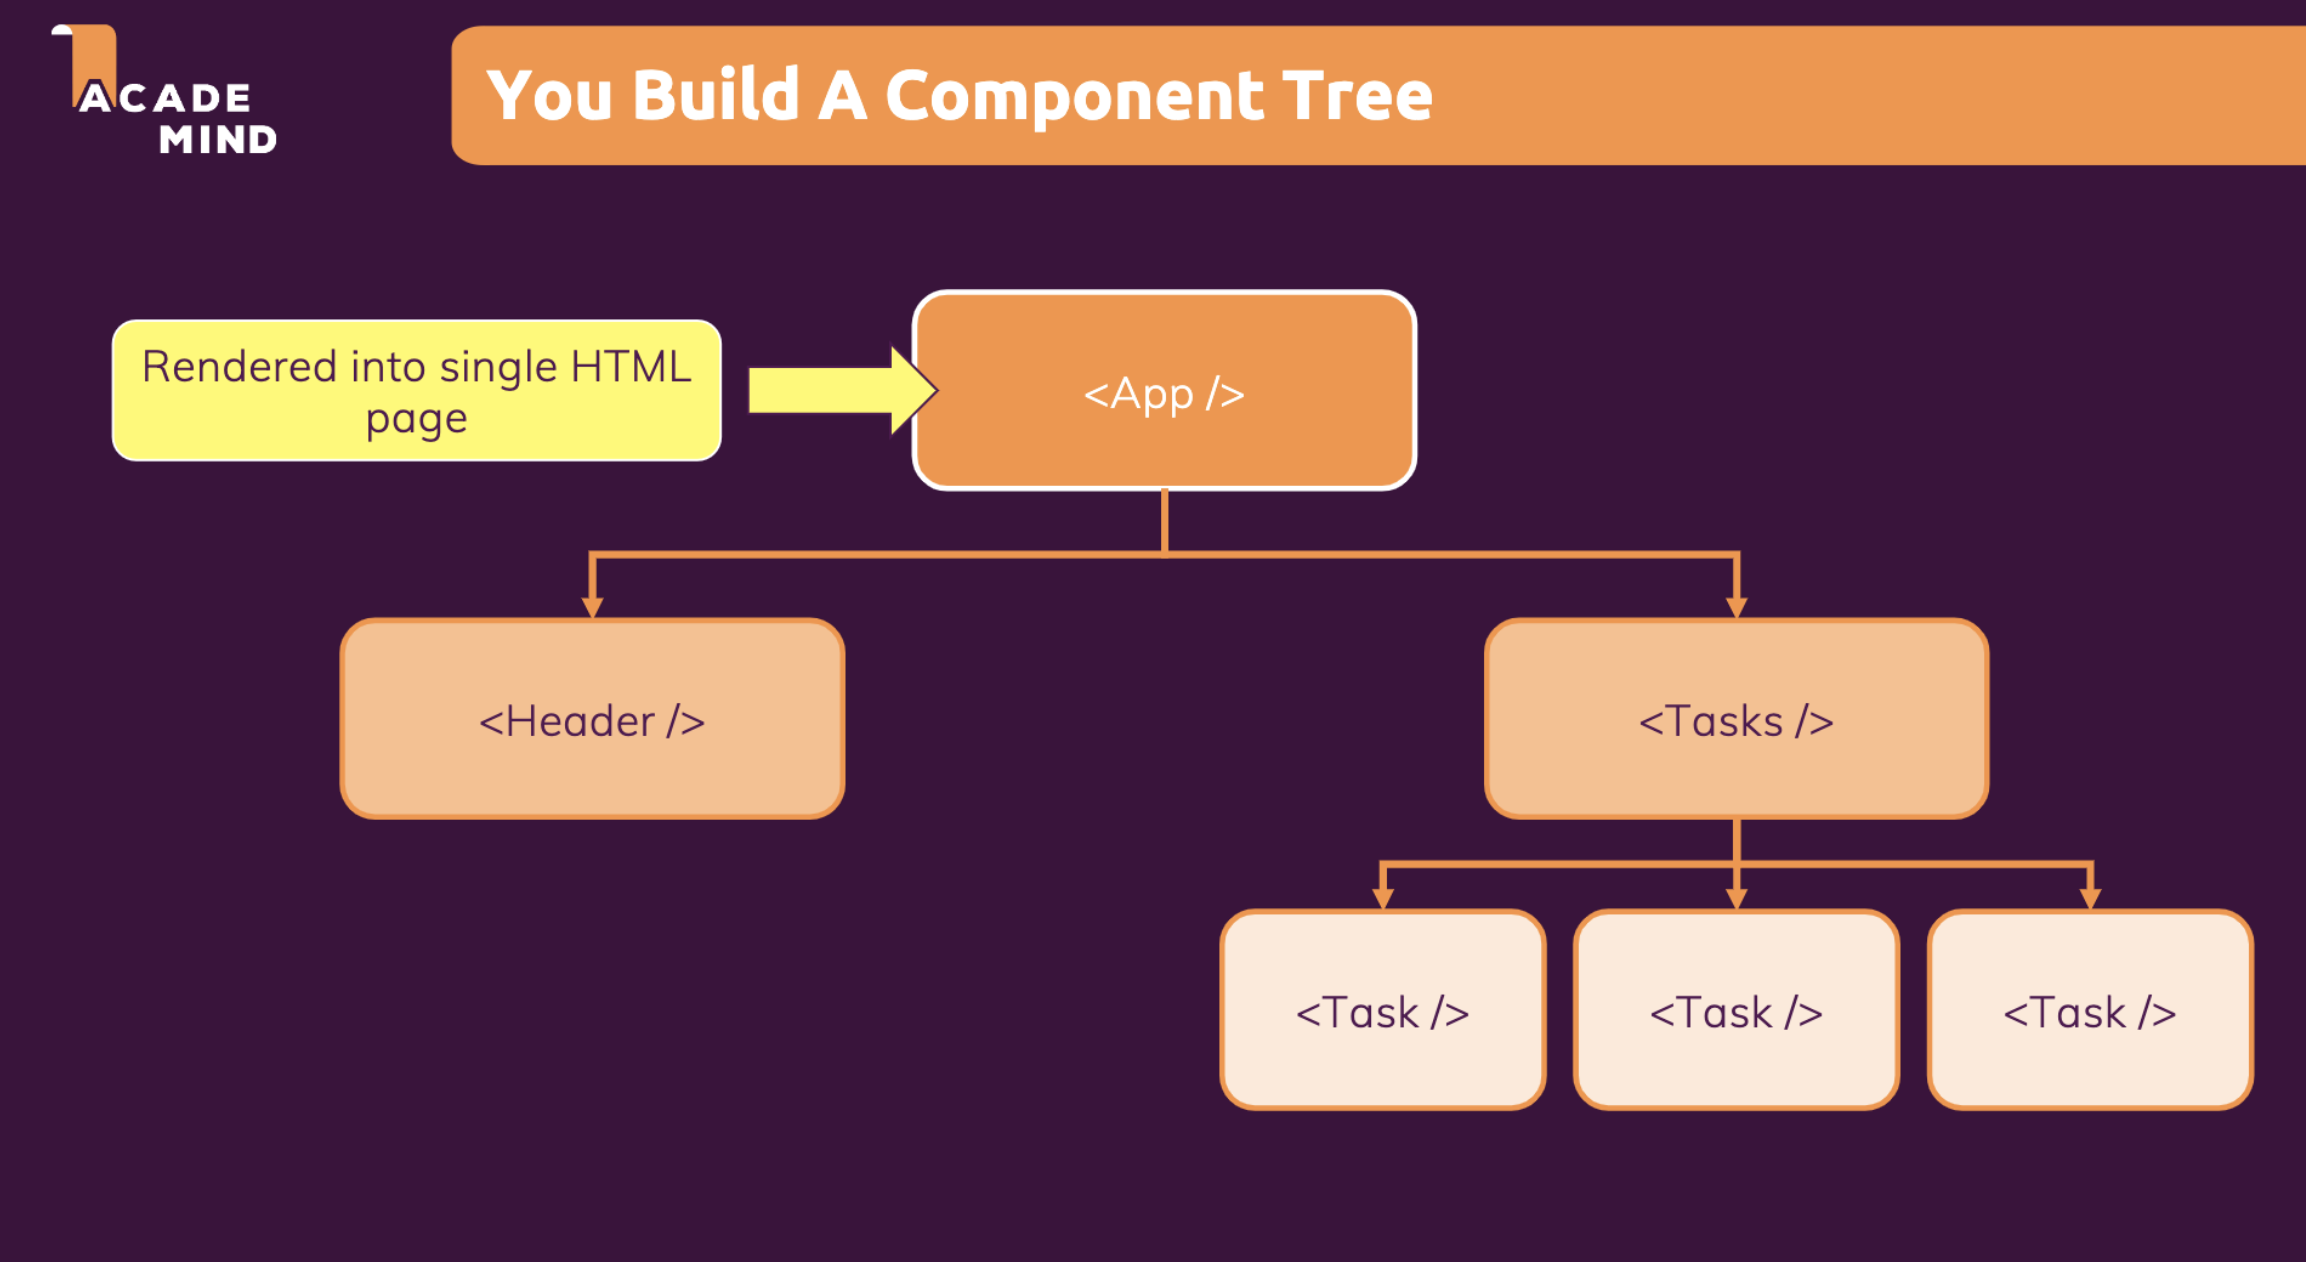 ACADE
MIND
You Build A Component Tree
Rendered into single HTML
page
<App />
<Header />
<Tasks />
<Task />
<Task />
<Task />